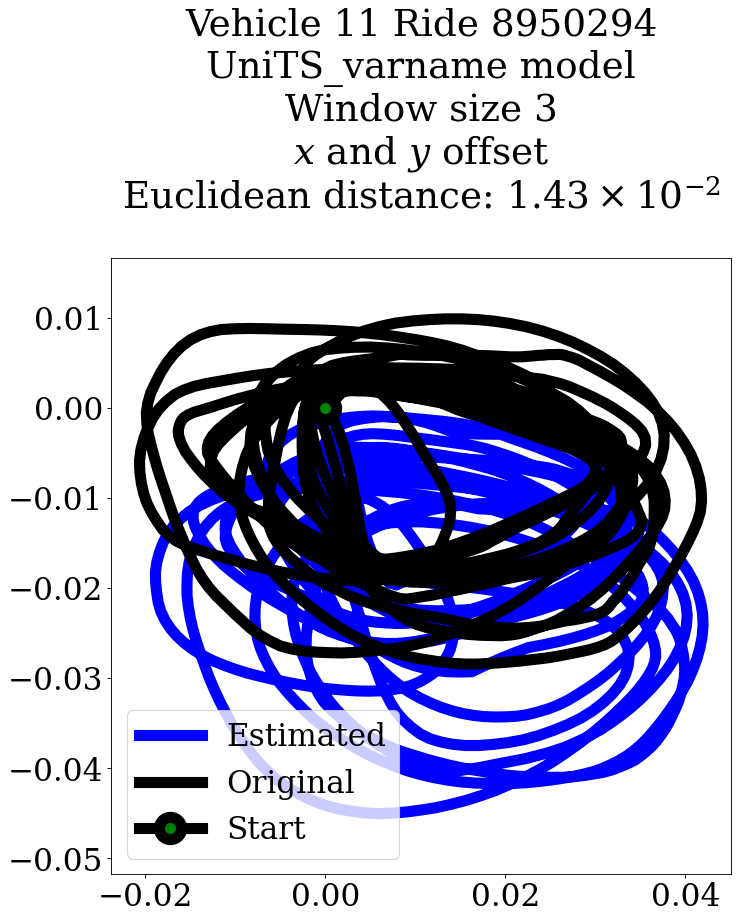 Vehicle 11 Ride 8950294
UniTS_varname model
Window size 3
x and y offset
Euclidean distance: 1.43 × 10⁻²
0.01
0.00
−0.01
−0.02
−0.03
−0.04
−0.05
Estimated
Original
Start
−0.02 0.00 0.02 0.04